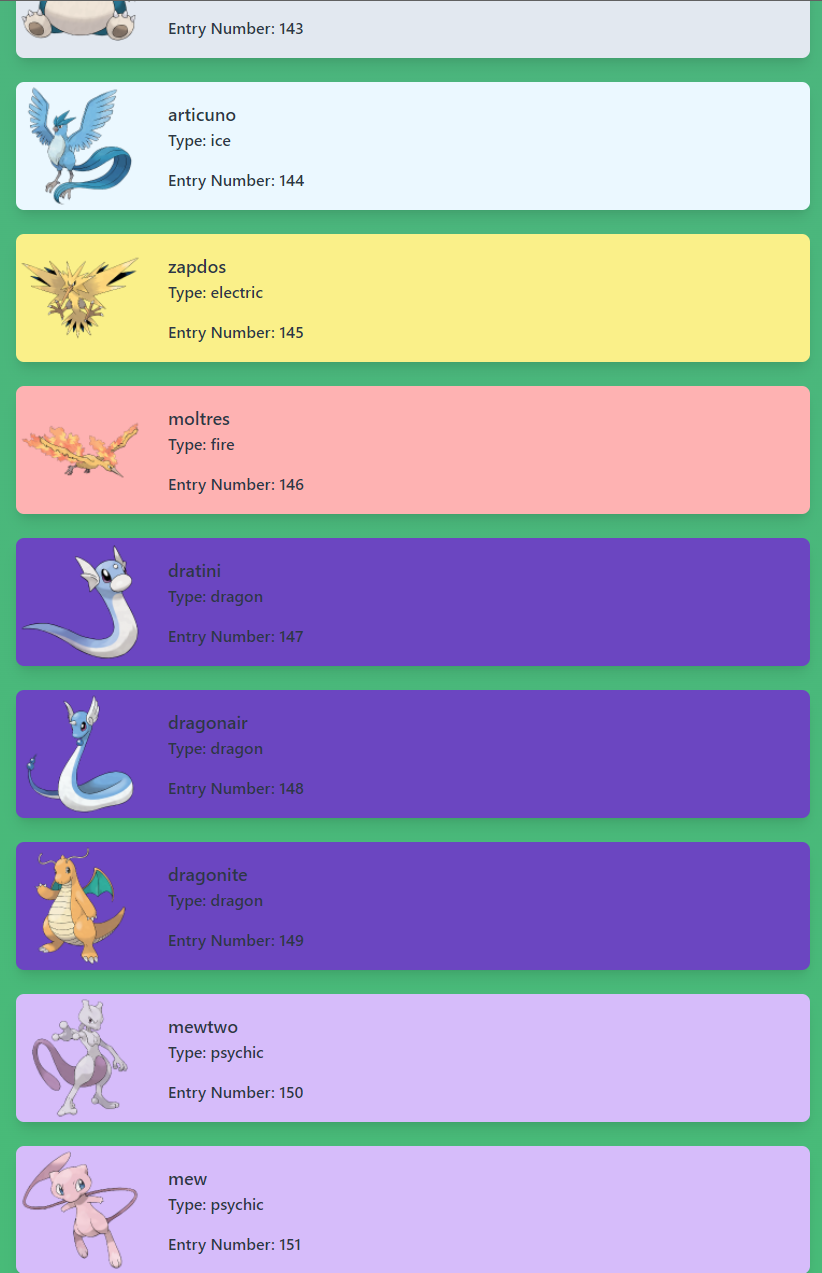 Entry Number: 143
articuno
Type: ice
Entry Number: 144
zapdos
Type: electric
Entry Number: 145
moltres
Type: fire
Entry Number: 146
dratini
Type: dragon
Entry Number: 147
dragonair
Type: dragon
Entry Number: 148
dragonite
Type: dragon
Entry Number: 149
mewtwo
Type: psychic
Entry Number: 150
mew
Type: psychic
Entry Number: 151